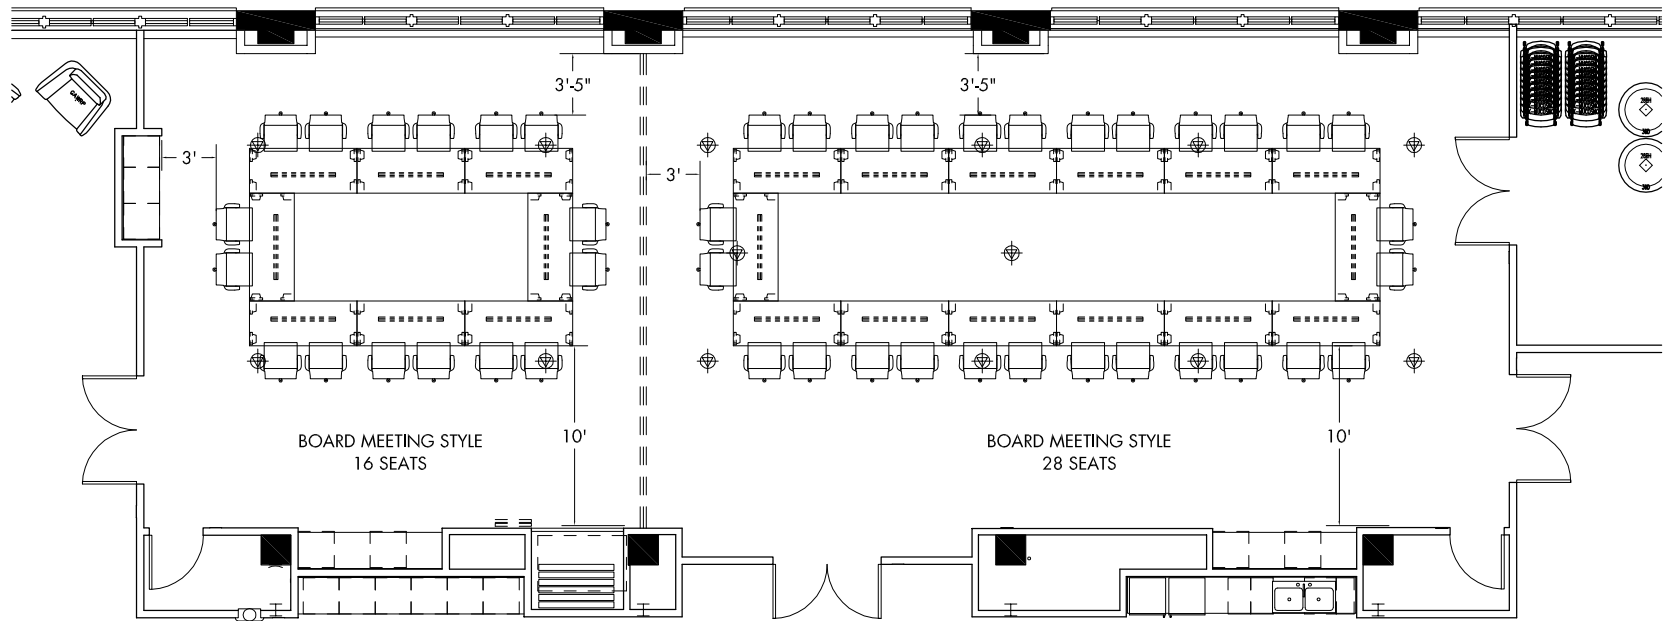 3'-5"
3'-5"
3'
3'
BOARD MEETING STYLE
16 SEATS
10'
BOARD MEETING STYLE
28 SEATS
10'